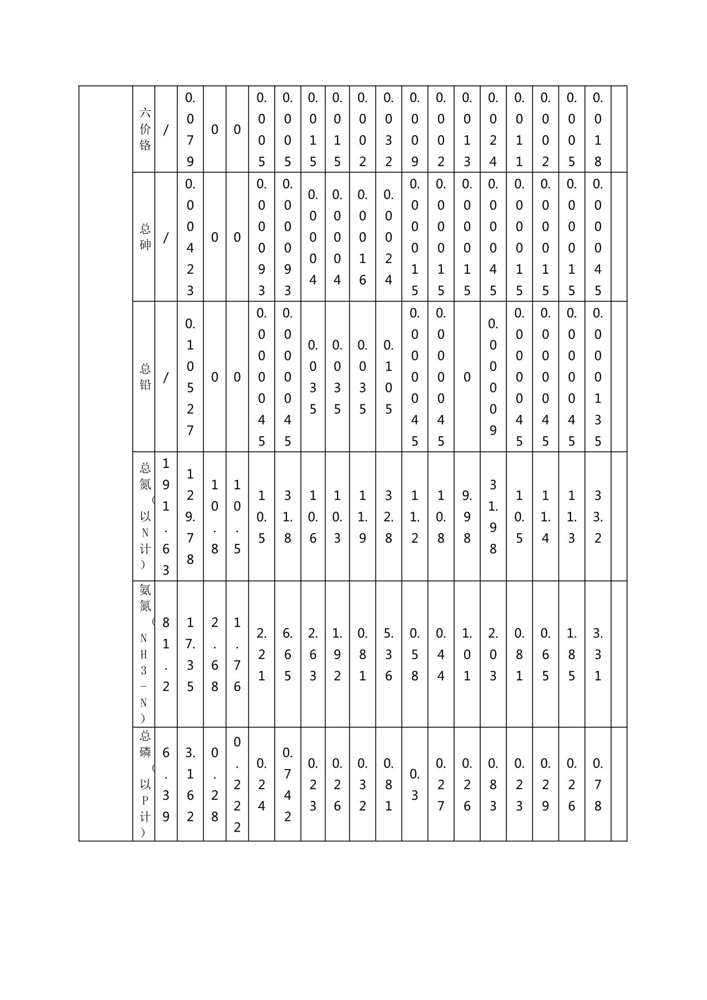 六价铬 / 0.079 0 0 0.005 0.005 0.015 0.015 0.002 0.032 0.009 0.002 0.013 0.024 0.011 0.002 0.005 0.018
总砷 / 0.00423 0 0 0.00093 0.00093 0.0004 0.0004 0.0016 0.0024 0.00015 0.00015 0.00015 0.00045 0.00015 0.00015 0.00015 0.00045
总铅 / 0.10527 0 0 0.000045 0.000045 0.035 0.035 0.035 0.105 0.000045 0.000045 0 0.00009 0.000045 0.000045 0.000045 0.000135
总氮（以N计） 191.63 129.78 10.8 10.5 10.5 31.8 10.6 10.3 11.9 32.8 11.2 10.8 9.98 31.98 10.5 11.4 11.3 33.2
氨氮（NH3-N） 81.2 17.35 2.68 1.76 2.21 6.65 2.63 1.92 0.81 5.36 0.58 0.44 1.01 2.03 0.81 0.65 1.85 3.31
总磷（以P计） 6.39 3.162 0.28 0.222 0.24 0.742 0.23 0.26 0.32 0.81 0.3 0.27 0.26 0.83 0.23 0.29 0.26 0.78